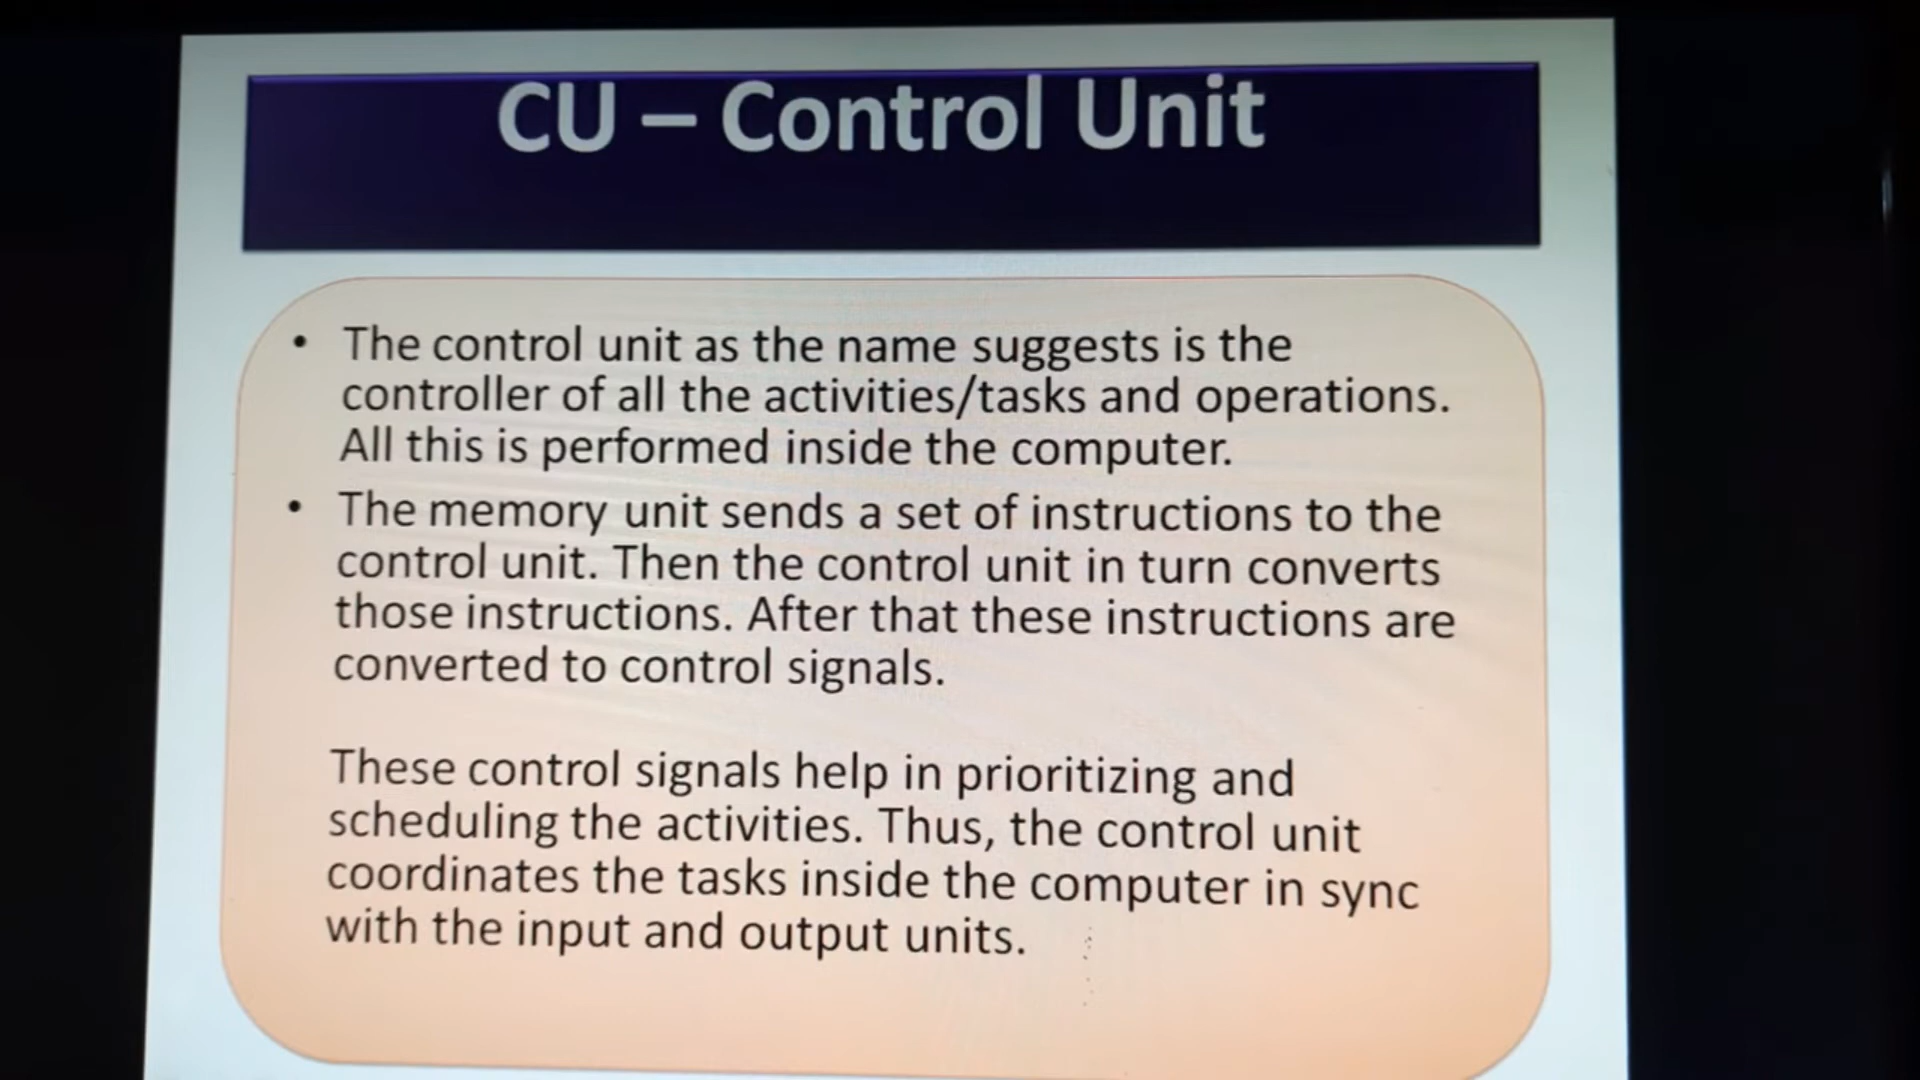 CU – Control Unit
• The control unit as the name suggests is the
controller of all the activities/tasks and operations.
All this is performed inside the computer.
• The memory unit sends a set of instructions to the
control unit. Then the control unit in turn converts
those instructions. After that these instructions are
converted to control signals.
These control signals help in prioritizing and
scheduling the activities. Thus, the control unit
coordinates the tasks inside the computer in sync
with the input and output units.